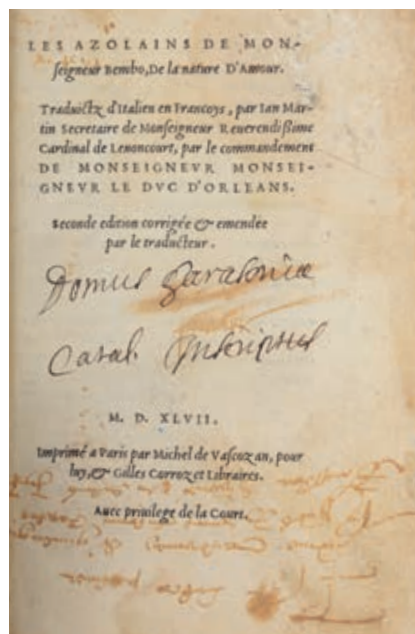 LES AZOLAINS DE MON-
seigneur Bembo, De la nature D'Amour.
Traduictz d'Italien en Francoys, par Ian Mar-
tin Secretaire de Monseigneur Reuerendissime
Cardinal de Lenoncourt, par le commandement
DE MONSEIGNEVR MONSEI-
GNEVR LE DVC D'ORLEANS.
Seconde edition corrigée & emendée
par le traducteur.
Domus
Catal. Inscriptus
M. D. XLVII.
Imprimé a Paris par Michel de Vascozan, pour
luy, & Gilles Corrozet Libraires.
Auec priuilege de la Court.